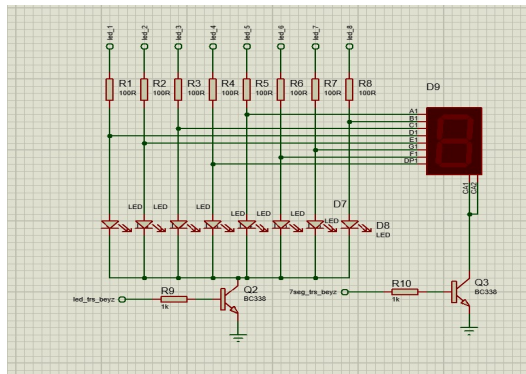 led_1 led_2 led_3 led_4 led_5 led_6 led_7 led_8
R1 R2 R3 R4 R5 R6 R7 R8
100R 100R 100R 100R 100R 100R 100R 100R
D9
A1
B1
C1
D1
E1
G1
F1
DP1
CA1
CA2
LED LED LED LED LED LED LED
D7
D8
LED
led_trs_beyz
R9
1k
Q2
BC338
7seg_trs_beyz
R10
1k
Q3
BC338